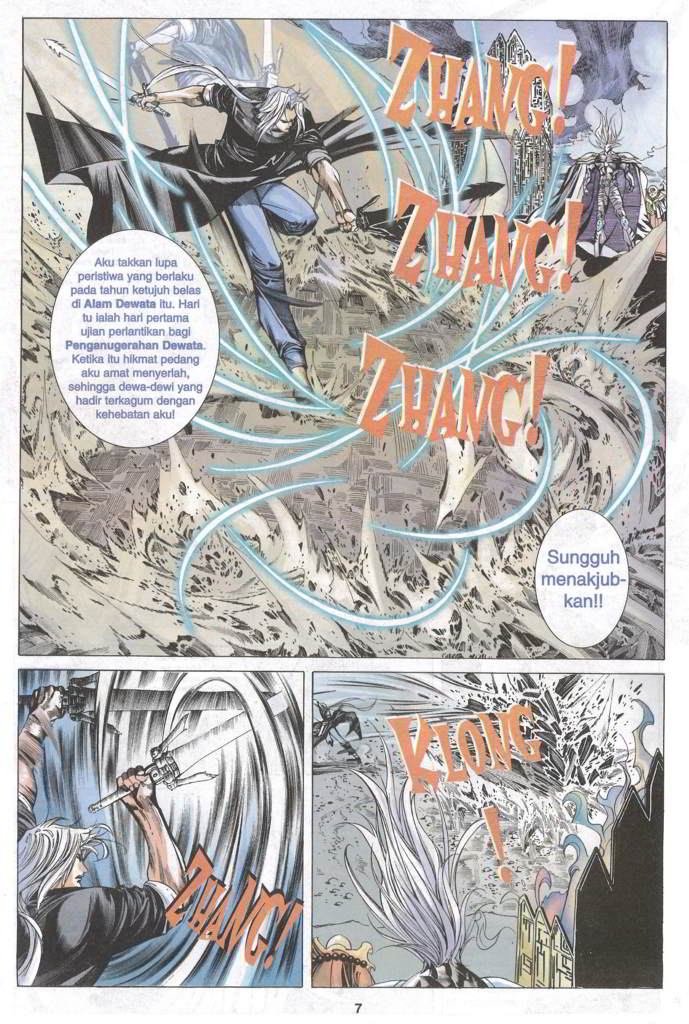 ZHANG!
ZHANG!
ZHANG!
Aku takkan lupa
peristiwa yang berlaku
pada tahun ketujuh belas
di Alam Dewata itu. Hari
tu ialah hari pertama
ujian perlantikan bagi
Penganugerahan Dewata.
Ketika itu hikmat pedang
aku amat menyerlah,
sehingga dewa-dewi yang
hadir terkagum dengan
kehebatan aku!
Sungguh
menakjub-
kan!!
ZHANG!
KLONG
!
7